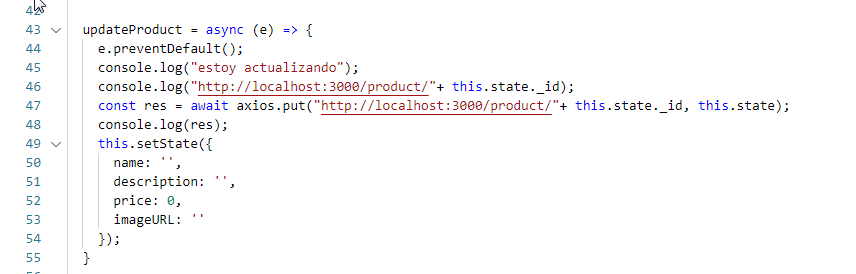 42
43 updateProduct = async (e) => {
44 e.preventDefault();
45 console.log("estoy actualizando");
46 console.log("http://localhost:3000/product/"+ this.state._id);
47 const res = await axios.put("http://localhost:3000/product/"+ this.state._id, this.state);
48 console.log(res);
49 this.setState({
50 name: '',
51 description: '',
52 price: 0,
53 imageURL: ''
54 });
55 }